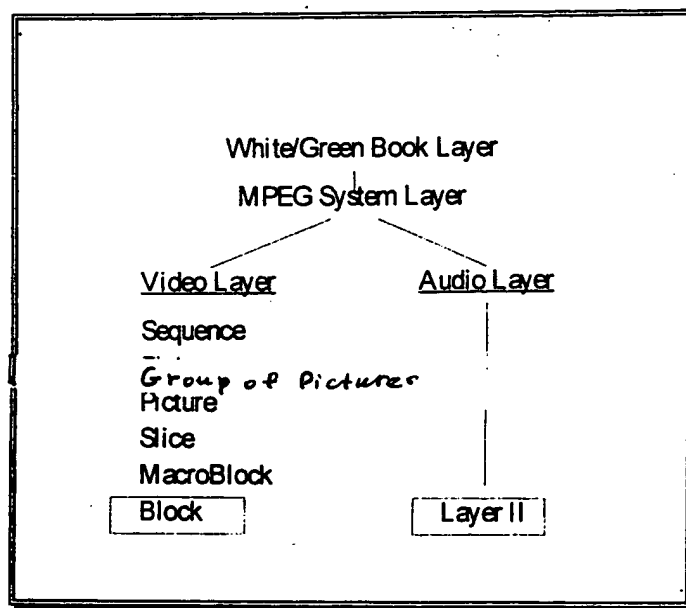 White/Green Book Layer
MPEG System Layer
Video Layer
Audio Layer
Sequence
Group of Pictures
Picture
Slice
MacroBlock
Block
Layer II